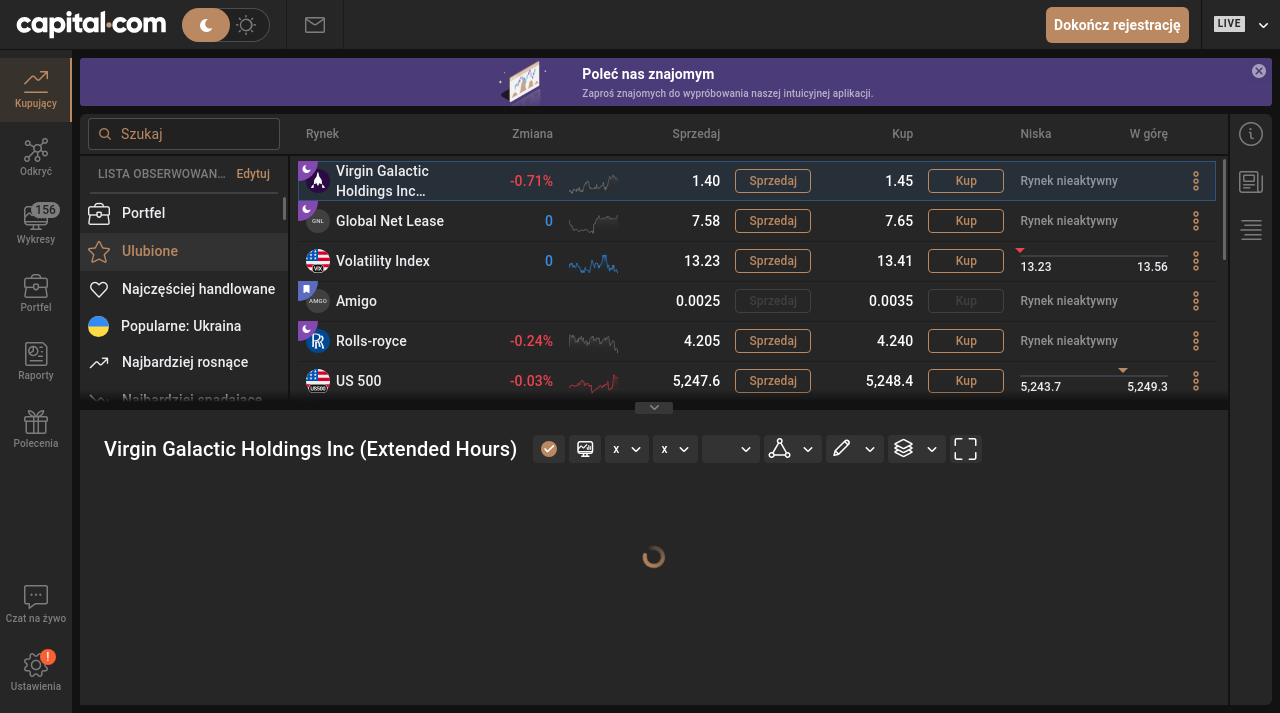 capital.com
Dokończ rejestrację
LIVE
Kupujący
Odkryć
156
Wykresy
Portfel
Raporty
Polecenia
Czat na żywo
!
Ustawienia
Poleć nas znajomym
Zaproś znajomych do wypróbowania naszej intuicyjnej aplikacji.
Szukaj
LISTA OBSERWOWAN... Edytuj
Portfel
Ulubione
Najczęściej handlowane
Popularne: Ukraina
Najbardziej rosnące
Najbardziej spadające
Rynek Zmiana Sprzedaj Kup Niska W górę
Virgin Galactic
Holdings Inc... -0.71% 1.40 Sprzedaj 1.45 Kup Rynek nieaktywny
GNL Global Net Lease 0 7.58 Sprzedaj 7.65 Kup Rynek nieaktywny
VIX Volatility Index 0 13.23 Sprzedaj 13.41 Kup 13.23 13.56
AMGO Amigo 0.0025 Sprzedaj 0.0035 Kup Rynek nieaktywny
RR Rolls-royce -0.24% 4.205 Sprzedaj 4.240 Kup Rynek nieaktywny
US500 US 500 -0.03% 5,247.6 Sprzedaj 5,248.4 Kup 5,243.7 5,249.3
Virgin Galactic Holdings Inc (Extended Hours) x x